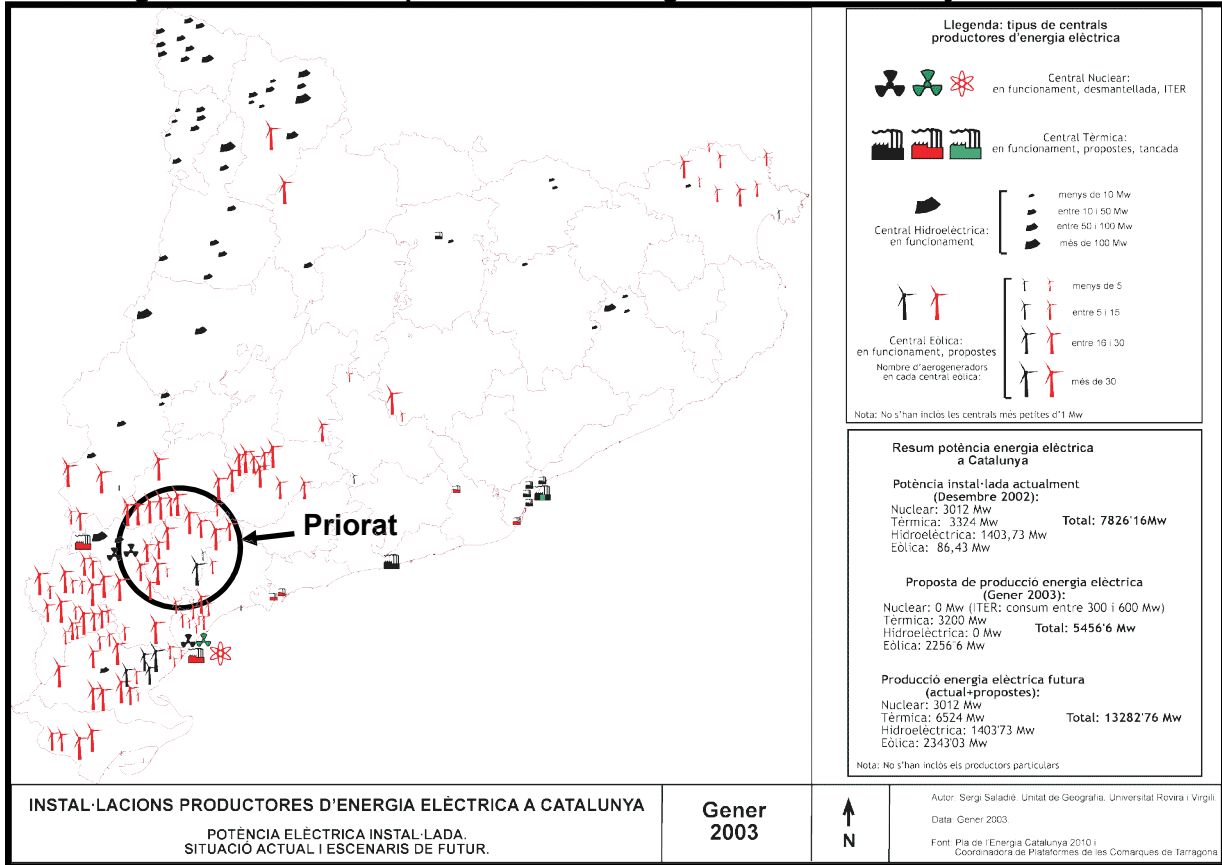 Llegenda: tipus de centrals
productores d'energia elèctrica
Central Nuclear:
en funcionament, desmantellada, ITER
Central Tèrmica:
en funcionament, propostes, tancada
Central Hidroelèctrica:
en funcionament
menys de 10 Mw
entre 10 i 50 Mw
entre 50 i 100 Mw
més de 100 Mw
Central Eòlica:
en funcionament, propostes
Nombre d'aerogeneradors
en cada central eòlica:
menys de 5
entre 5 i 15
entre 16 i 30
més de 30
Nota: No s'han inclòs les centrals més petites d'1 Mw
Priorat
Resum potència energia elèctrica
a Catalunya
Potència instal·lada actualment
(Desembre 2002):
Nuclear: 3012 Mw
Tèrmica: 3324 Mw
Hidroelèctrica: 1403,73 Mw
Eòlica: 86,43 Mw
Total: 7826'16Mw
Proposta de producció energia elèctrica
(Gener 2003):
Nuclear: 0 Mw (ITER: consum entre 300 i 600 Mw)
Tèrmica: 3200 Mw
Hidroelèctrica: 0 Mw
Eòlica: 2256"6 Mw
Total: 5456'6 Mw
Producció energia elèctrica futura
(actual+propostes):
Nuclear: 3012 Mw
Tèrmica: 6524 Mw
Hidroelèctrica: 1403'73 Mw
Eòlica: 2343'03 Mw
Total: 13282'76 Mw
Nota: No s'han inclòs els productors particulars
INSTAL·LACIONS PRODUCTORES D'ENERGIA ELÈCTRICA A CATALUNYA
POTÈNCIA ELÈCTRICA INSTAL·LADA.
SITUACIÓ ACTUAL I ESCENARIS DE FUTUR.
Gener
2003
N
Autor: Sergi Saladié. Unitat de Geografia. Universitat Rovira i Virgili.
Data: Gener 2003.
Font: Pla de l'Energia Catalunya 2010 i
Coordinadora de Plataformes de les Comarques de Tarragona